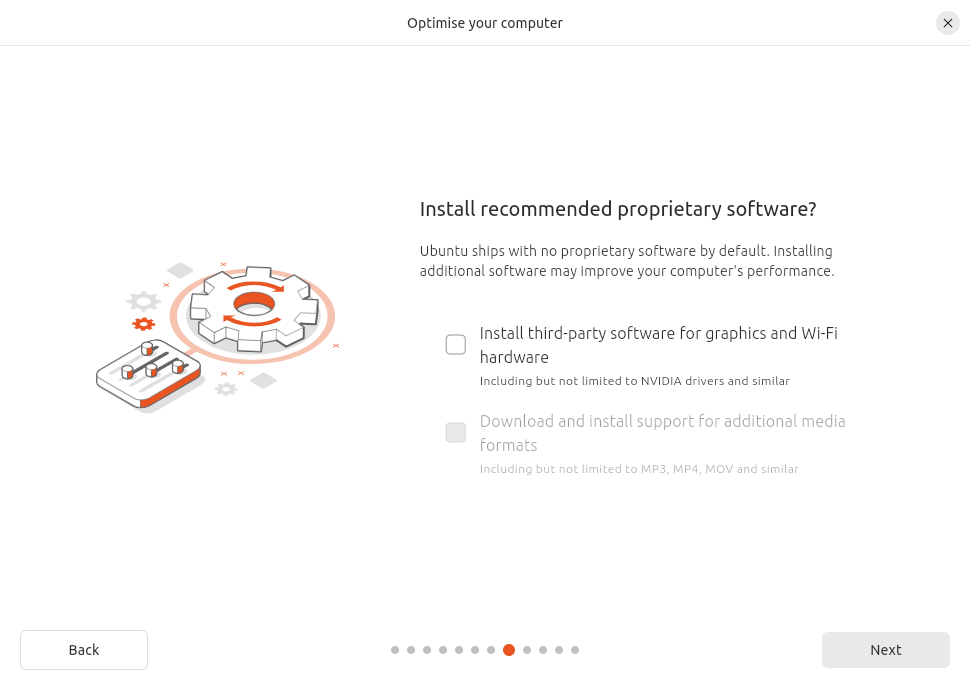 Optimise your computer
Install recommended proprietary software?
Ubuntu ships with no proprietary software by default. Installing
additional software may improve your computer's performance.
Install third-party software for graphics and Wi-Fi
hardware
Including but not limited to NVIDIA drivers and similar
Download and install support for additional media
formats
Including but not limited to MP3, MP4, MOV and similar
Back
Next